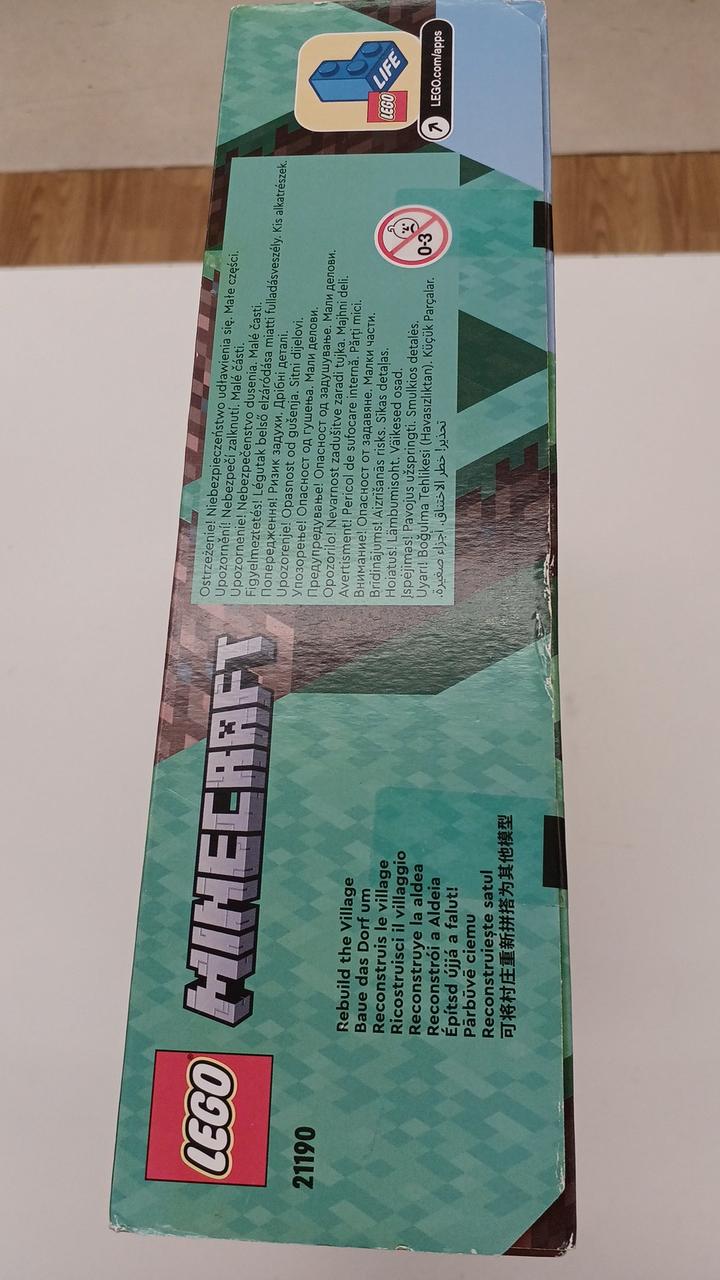 LEGO
MINECRAFT
21190
Rebuild the Village
Baue das Dorf um
Reconstruis le village
Ricostruisci il villaggio
Reconstruye la aldea
Reconstrói a Aldeia
Építsd újjá a falut!
Pārbūvē ciemu
Reconstruiește satul
可将村庄重新拼搭为其他模型
Ostrzeżenie! Niebezpieczeństwo udławienia się. Małe części.
Upozornění! Nebezpečí zalknutí. Malé části.
Upozornenie! Nebezpečenstvo dusenia. Malé časti.
Figyelmeztetés! Légutak belső elzáródása miatti fulladásveszély. Kis alkatrészek.
Попередження! Ризик задухи. Дрібні деталі.
Upozorenje! Opasnost od gušenja. Sitni dijelovi.
Упозорење! Опасност од гушења. Мали делови.
Предупредување! Опасност од задушување. Мали делови.
Opozorilo! Nevarnost zadušitve zaradi tujka. Majhni deli.
Avertisment! Pericol de sufocare internă. Părți mici.
Внимание! Опасност от задавяне. Малки части.
Brīdinājums! Aizrīšanās risks. Sīkas detaļas.
Hoiatus! Lämbumisoht. Väikesed osad.
Įspėjimas! Pavojus užspringti. Smulkios detalės.
Uyarı! Boğulma Tehlikesi (Havasızlıktan). Küçük Parçalar.
تحذير! خطر الاختناق. أجزاء صغيرة.
0-3
LEGO
LIFE
LEGO.com/apps